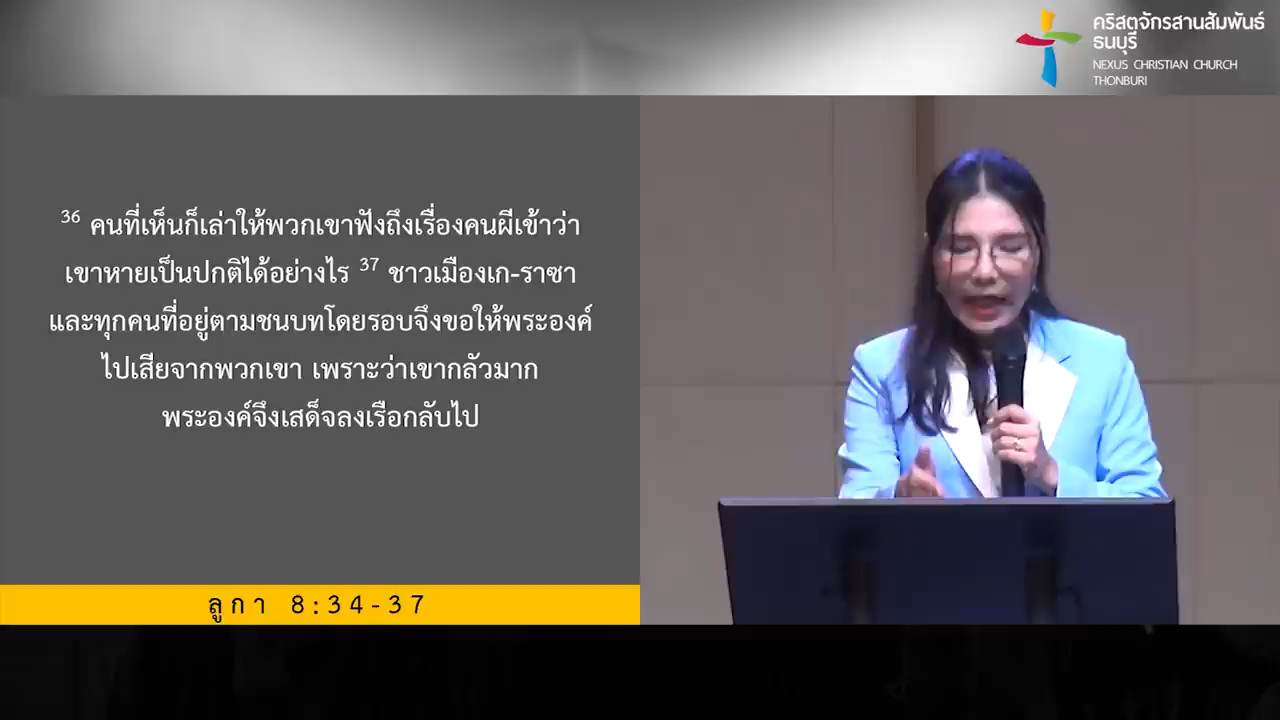 คริสตจักรสานสัมพันธ์
ธนบุรี
NEXUS CHRISTIAN CHURCH
THONBURI
36 คนที่เห็นก็เล่าให้พวกเขาฟังถึงเรื่องคนผีเข้าว่า
เขาหายเป็นปกติได้อย่างไร 37 ชาวเมืองเก-ราซา
และทุกคนที่อยู่ตามชนบทโดยรอบจึงขอให้พระองค์
ไปเสียจากพวกเขา เพราะว่าเขากลัวมาก
พระองค์จึงเสด็จลงเรือกลับไป
ลูกา 8:34-37